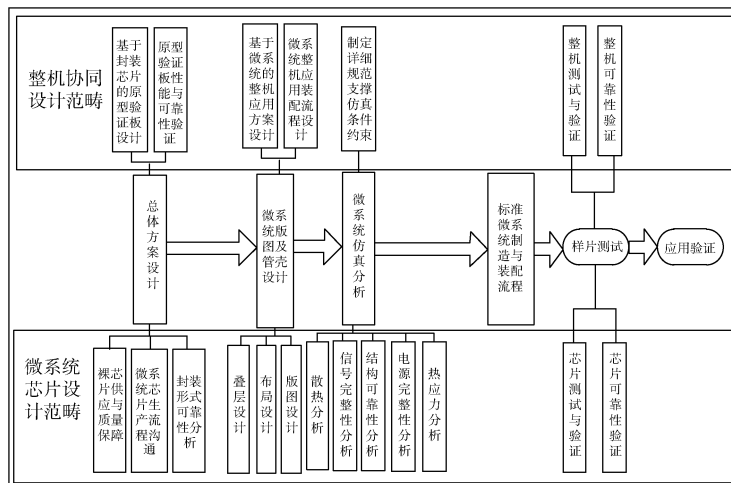 整机协同
设计范畴
基于
封装
芯片
的原
型验
证板
设计
原型
验证
板性
能与
可靠
性验
证
基于
微系
统的
整机
应用
方案
设计
微系
统整
机应
用装
配流
程设
计
制定
详细
规范
支撑
仿真
条件
约束
整机测试与验证
整机可靠性验证
总体方案设计
微系
统版
图及
管壳
设计
微系统仿真分析
标准
微系
统制
造与
装配
流程
样片测试
应用验证
微系统
芯片设
计范畴
裸芯
片供
应与
质量
保障
微系
统芯
片生
产流
程沟
通
封装
形式
可靠
性分
析
叠层设计
布局设计
版图设计
散热分析
信号完整性分析
结构可靠性分析
电源完整性分析
热应力分析
芯片测试与验证
芯片可靠性验证